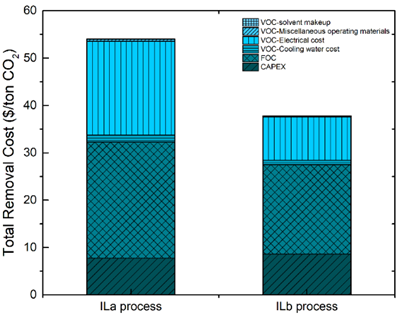 Total Removal Cost ($/ton CO2)
60
50
40
30
20
10
0
VOC-solvent makeup
VOC-Miscellaneous operating materials
VOC-Electrical cost
VOC-Cooling water cost
FOC
CAPEX
ILa process
ILb process